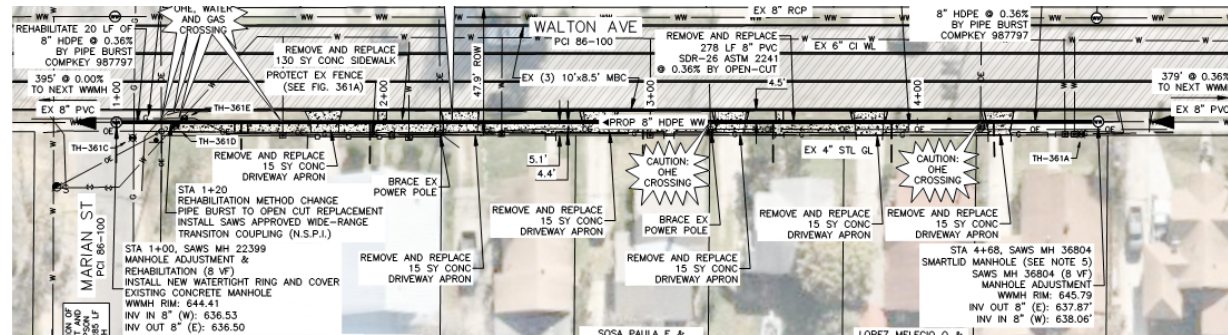 OHE, WATER
AND GAS
CROSSING
REHABILITATE 20 LF OF
8" HDPE @ 0.36%
BY PIPE BURST
COMPKEY 987797
395' @ 0.00%
TO NEXT WWMH
EX 8" PVC
1+00
TH-361E
TH-361C
TH-361D
REMOVE AND REPLACE
130 SY CONC SIDEWALK
PROTECT EX FENCE
(SEE FIG. 361A)
2+00
47.9' ROW
WALTON AVE
PCI 86-100
EX (3) 10'x8.5' MBC
EX 8" RCP
EX 6" CI WL
REMOVE AND REPLACE
278 LF 8" PVC
SDR-26 ASTM 2241
@ 0.36% BY OPEN-CUT
3+00
4.5'
PROP 8" HDPE WW
8" HDPE @ 0.36%
BY PIPE BURST
COMPKEY 987797
4+00
379' @ 0.36%
TO NEXT WWMH
EX 8" PVC
EX 4" STL GL
TH-361A
REMOVE AND REPLACE
15 SY CONC
DRIVEWAY APRON
BRACE EX
POWER POLE
5.1'
4.4'
CAUTION:
OHE
CROSSING
CAUTION:
OHE
CROSSING
STA 1+20
REHABILITATION METHOD CHANGE
PIPE BURST TO OPEN CUT REPLACEMENT
INSTALL SAWS APPROVED WIDE-RANGE
TRANSITON COUPLING (N.S.P.I.)
REMOVE AND REPLACE
15 SY CONC
DRIVEWAY APRON
BRACE EX
POWER POLE
REMOVE AND REPLACE
15 SY CONC
DRIVEWAY APRON
REMOVE AND REPLACE
15 SY CONC
DRIVEWAY APRON
MARIAN ST
PCI 86-100
STA 1+00, SAWS MH 22399
MANHOLE ADJUSTMENT &
REHABILITATION (8 VF)
INSTALL NEW WATERTIGHT RING AND COVER
EXISTING CONCRETE MANHOLE
WWMH RIM: 644.41
INV IN 8" (W): 636.53
INV OUT 8" (E): 636.50
REMOVE AND REPLACE
15 SY CONC
DRIVEWAY APRON
REMOVE AND REPLACE
15 SY CONC
DRIVEWAY APRON
STA 4+68, SAWS MH 36804
SMARTLID MANHOLE (SEE NOTE 5)
SAWS MH 36804 (8 VF)
MANHOLE ADJUSTMENT
WWMH RIM: 645.79
INV OUT 8" (E): 637.87'
INV IN 8" (W): 638.06'
SOSA PAULA F &
LOPEZ MELECIO O &